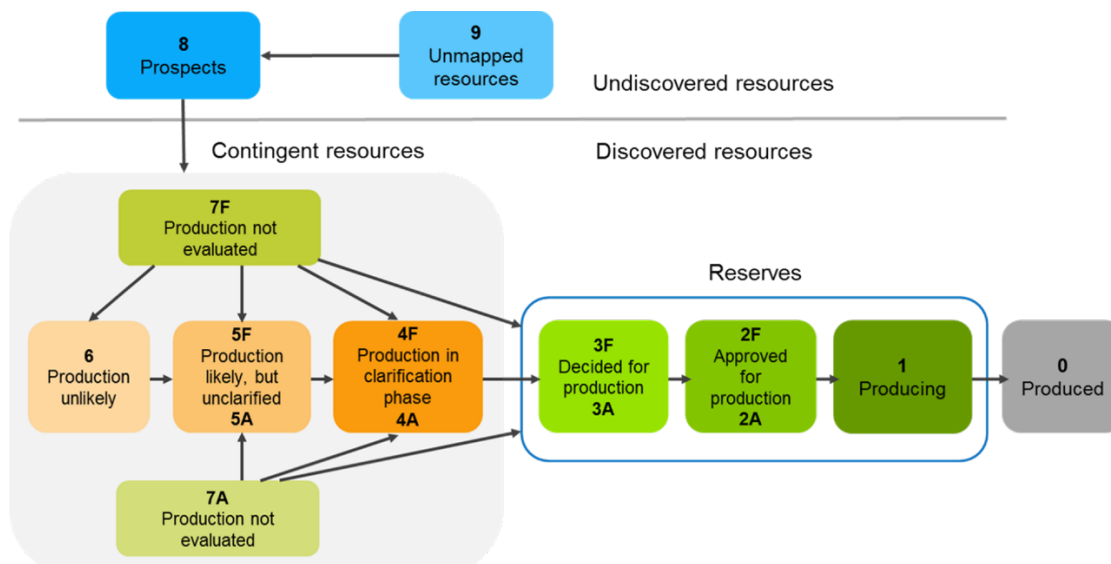 8
Prospects
9
Unmapped
resources
Undiscovered resources
Contingent resources
Discovered resources
7F
Production not
evaluated
Reserves
6
Production
unlikely
5F
Production
likely, but
unclarified
5A
4F
Production in
clarification
phase
4A
3F
Decided for
production
3A
2F
Approved
for
production
2A
1
Producing
0
Produced
7A
Production not
evaluated